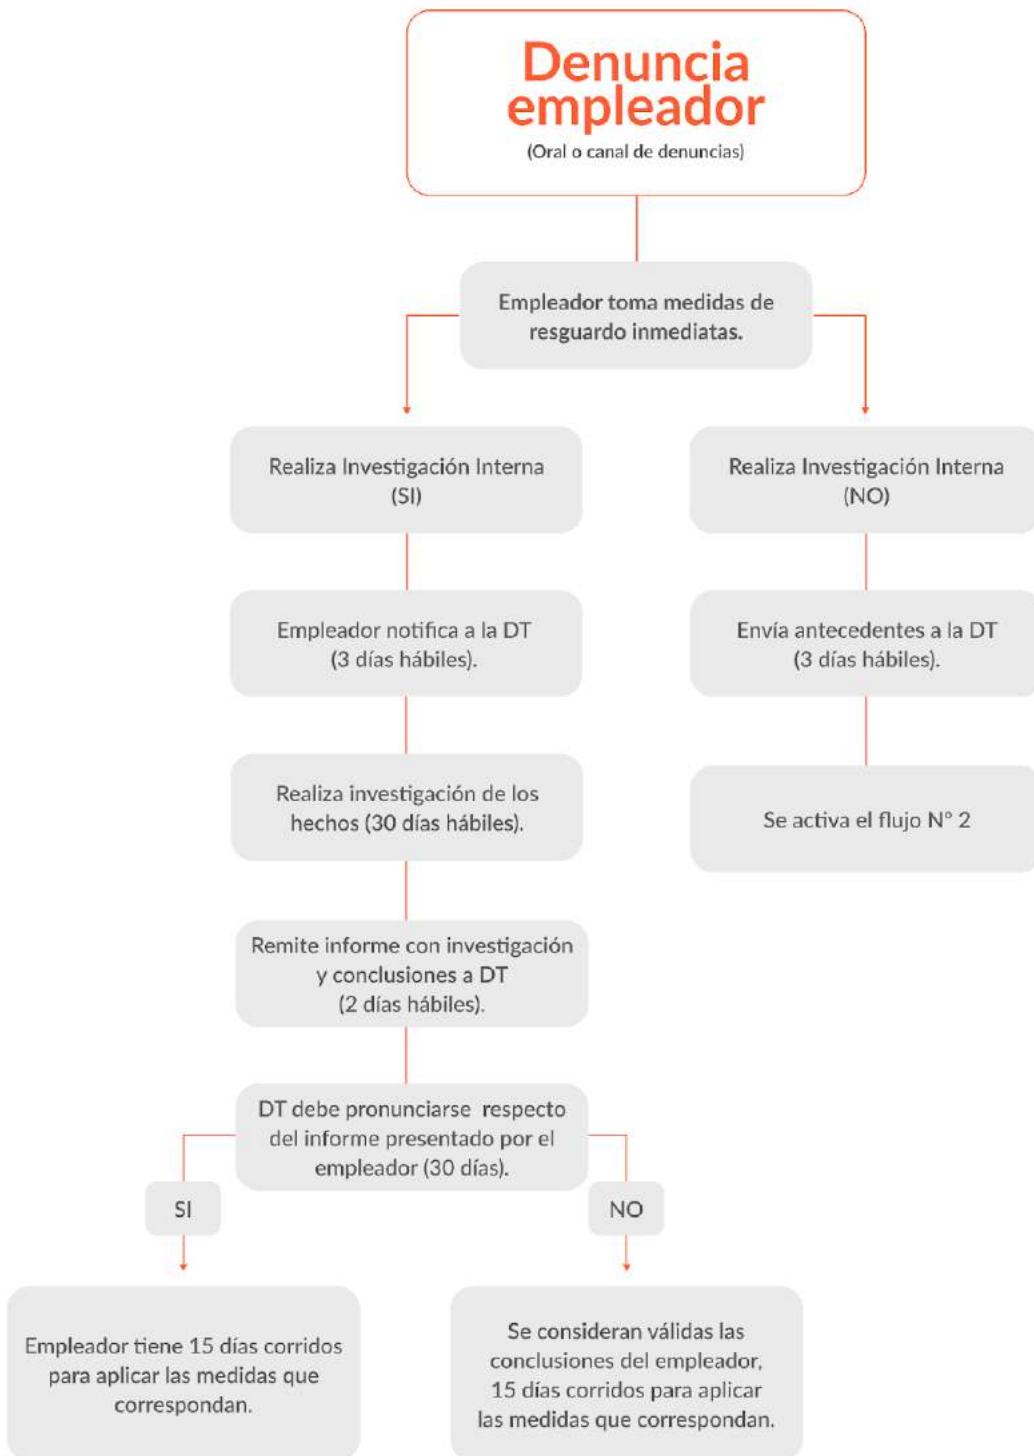 Denuncia
empleador
(Oral o canal de denuncias)
Empleador toma medidas de
resguardo inmediatas.
Realiza Investigación Interna
(SI)
Empleador notifica a la DT
(3 días hábiles).
Realiza investigación de los
hechos (30 días hábiles).
Remite informe con investigación
y conclusiones a DT
(2 días hábiles).
DT debe pronunciarse respecto
del informe presentado por el
empleador (30 días).
SI
Empleador tiene 15 días corridos
para aplicar las medidas que
correspondan.
NO
Se consideran válidas las
conclusiones del empleador,
15 días corridos para aplicar
las medidas que correspondan.
Realiza Investigación Interna
(NO)
Envía antecedentes a la DT
(3 días hábiles).
Se activa el flujo N° 2